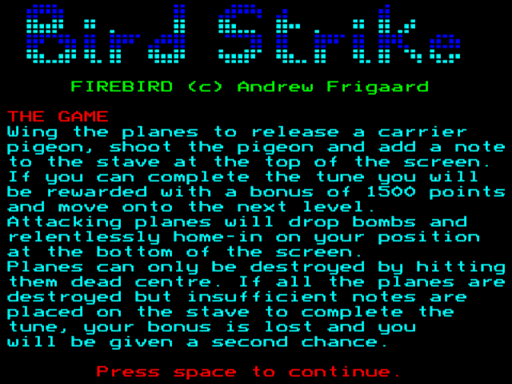 Bird Strike
FIREBIRD (c) Andrew Frigaard
THE GAME
Wing the planes to release a carrier
pigeon, shoot the pigeon and add a note
to the stave at the top of the screen.
If you can complete the tune you will
be rewarded with a bonus of 1500 points
and move onto the next level.
Attacking planes will drop bombs and
relentlessly home-in on your position
at the bottom of the screen.
Planes can only be destroyed by hitting
them dead centre. If all the planes are
destroyed but insufficient notes are
placed on the stave to complete the
tune, your bonus is lost and you
will be given a second chance.
Press space to continue.